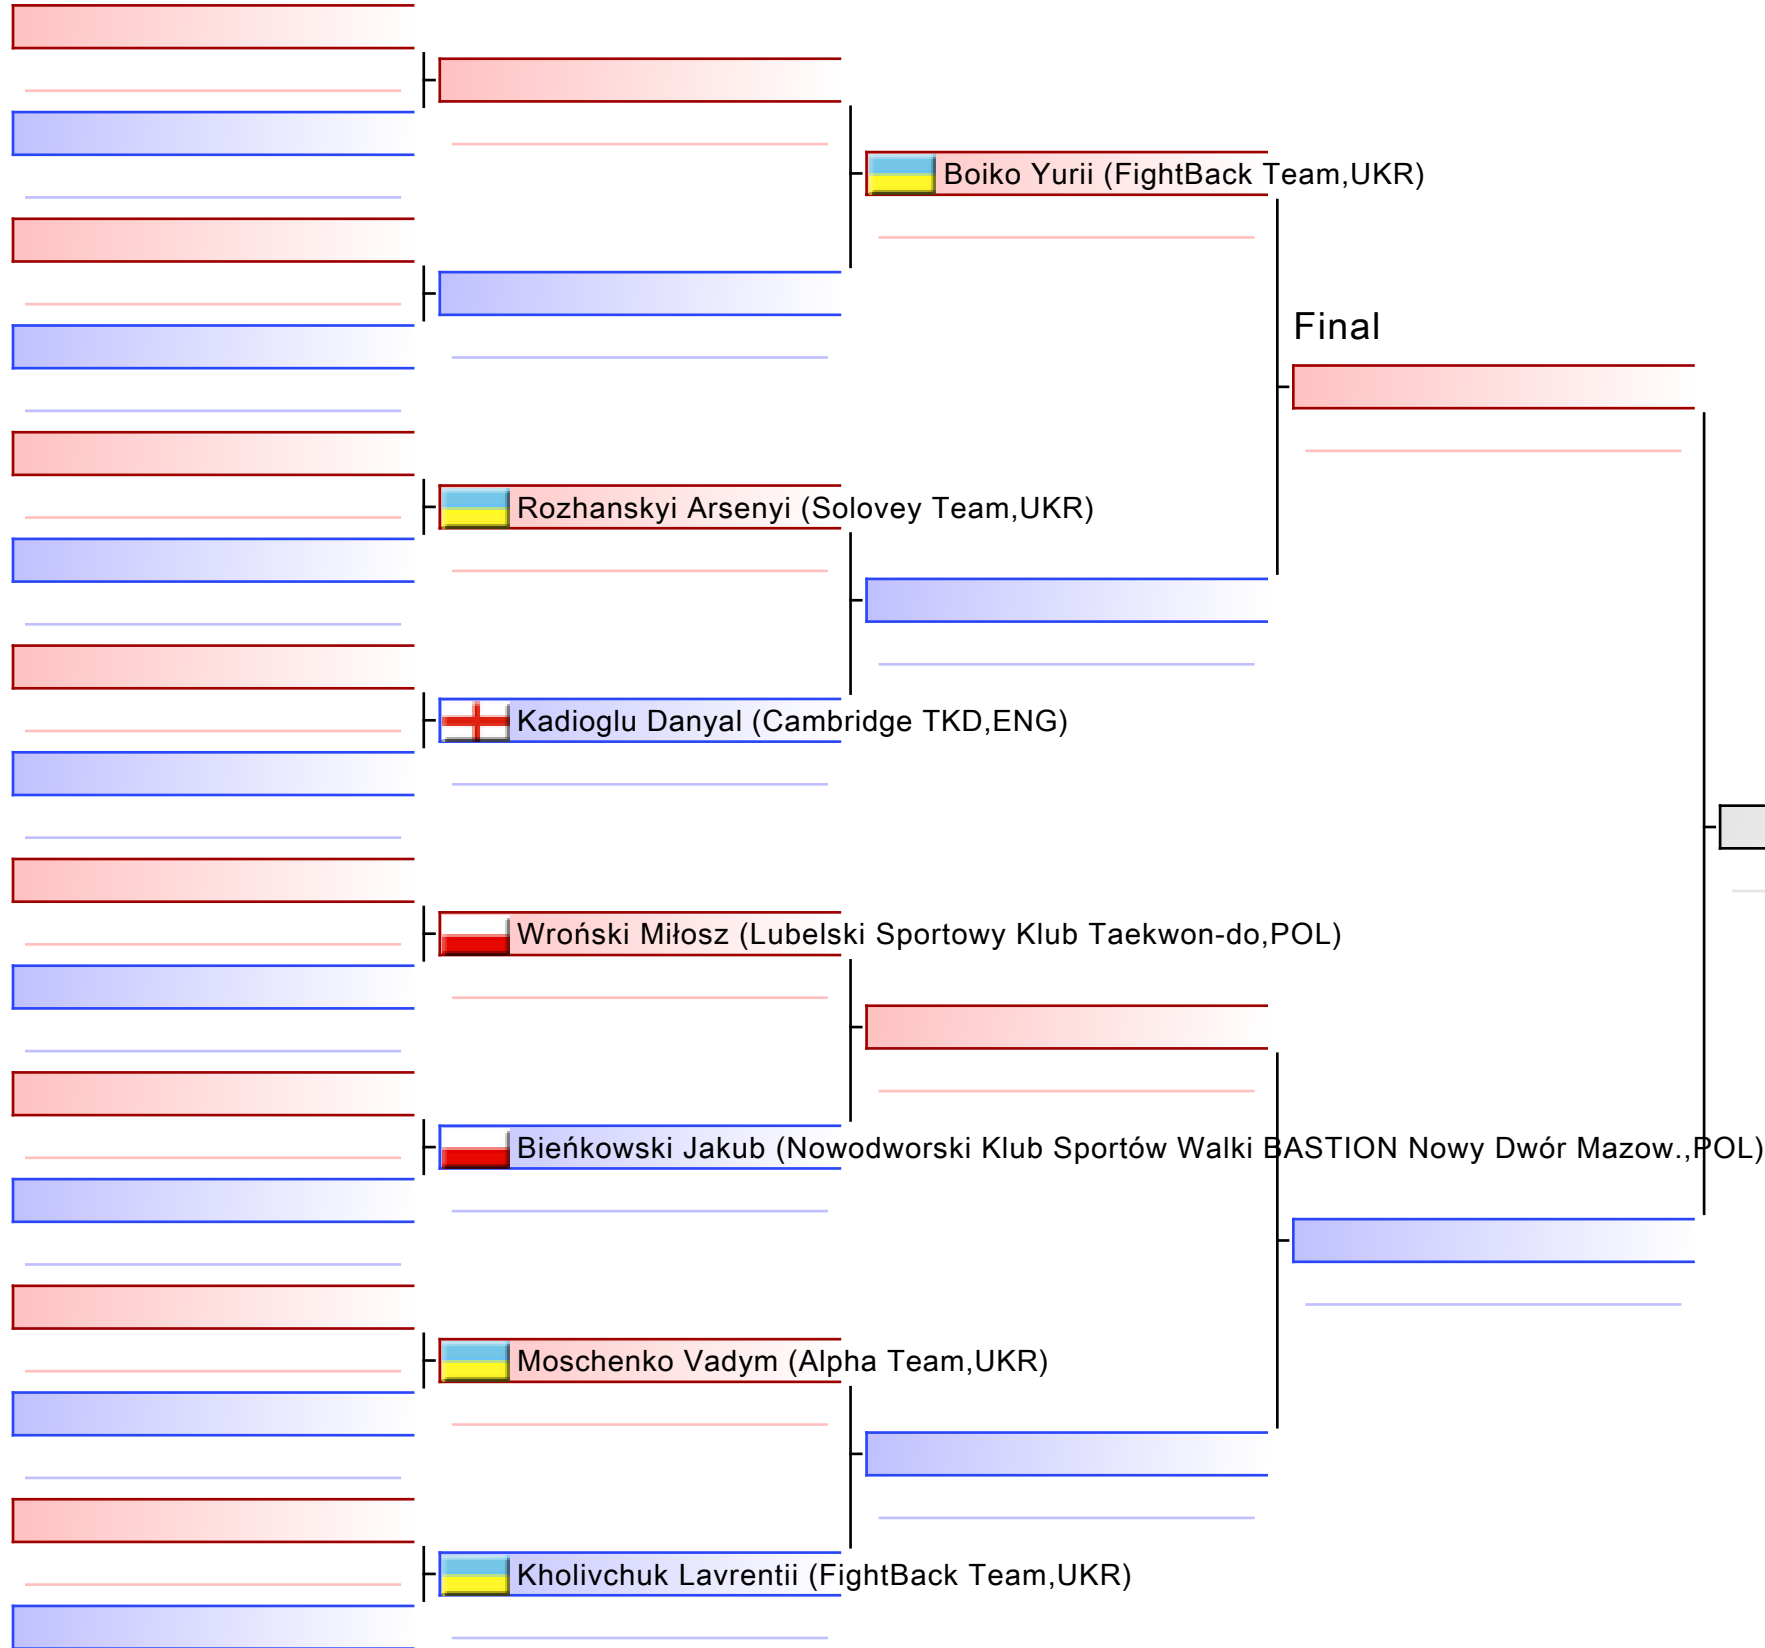 Boiko Yurii (FightBack Team,UKR)
Final
Rozhanskyi Arsenyi (Solovey Team,UKR)
Kadioglu Danyal (Cambridge TKD,ENG)
Wroński Miłosz (Lubelski Sportowy Klub Taekwon-do,POL)
Bieńkowski Jakub (Nowodworski Klub Sportów Walki BASTION Nowy Dwór Mazow.,POL)
Moschenko Vadym (Alpha Team,UKR)
Kholivchuk Lavrentii (FightBack Team,UKR)